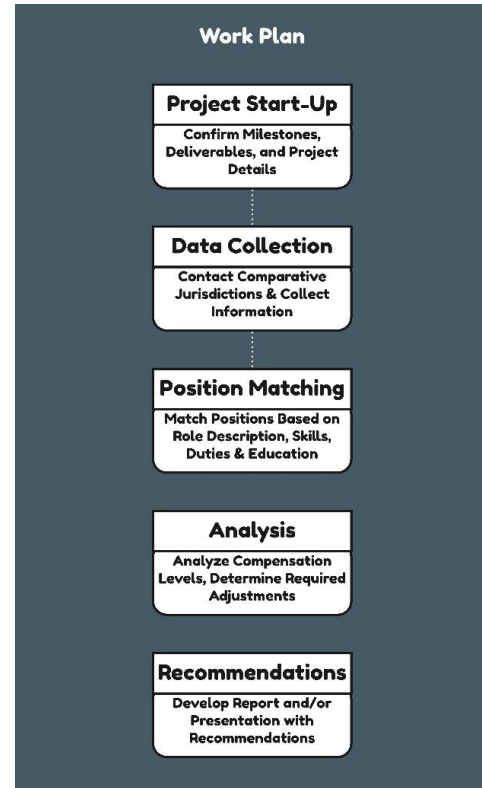 Work Plan
Project Start-Up
Confirm Milestones,
Deliverables, and Project
Details
Data Collection
Contact Comparative
Jurisdictions & Collect
Information
Position Matching
Match Positions Based on
Role Description, Skills,
Duties & Education
Analysis
Analyze Compensation
Levels, Determine Required
Adjustments
Recommendations
Develop Report and/or
Presentation with
Recommendations